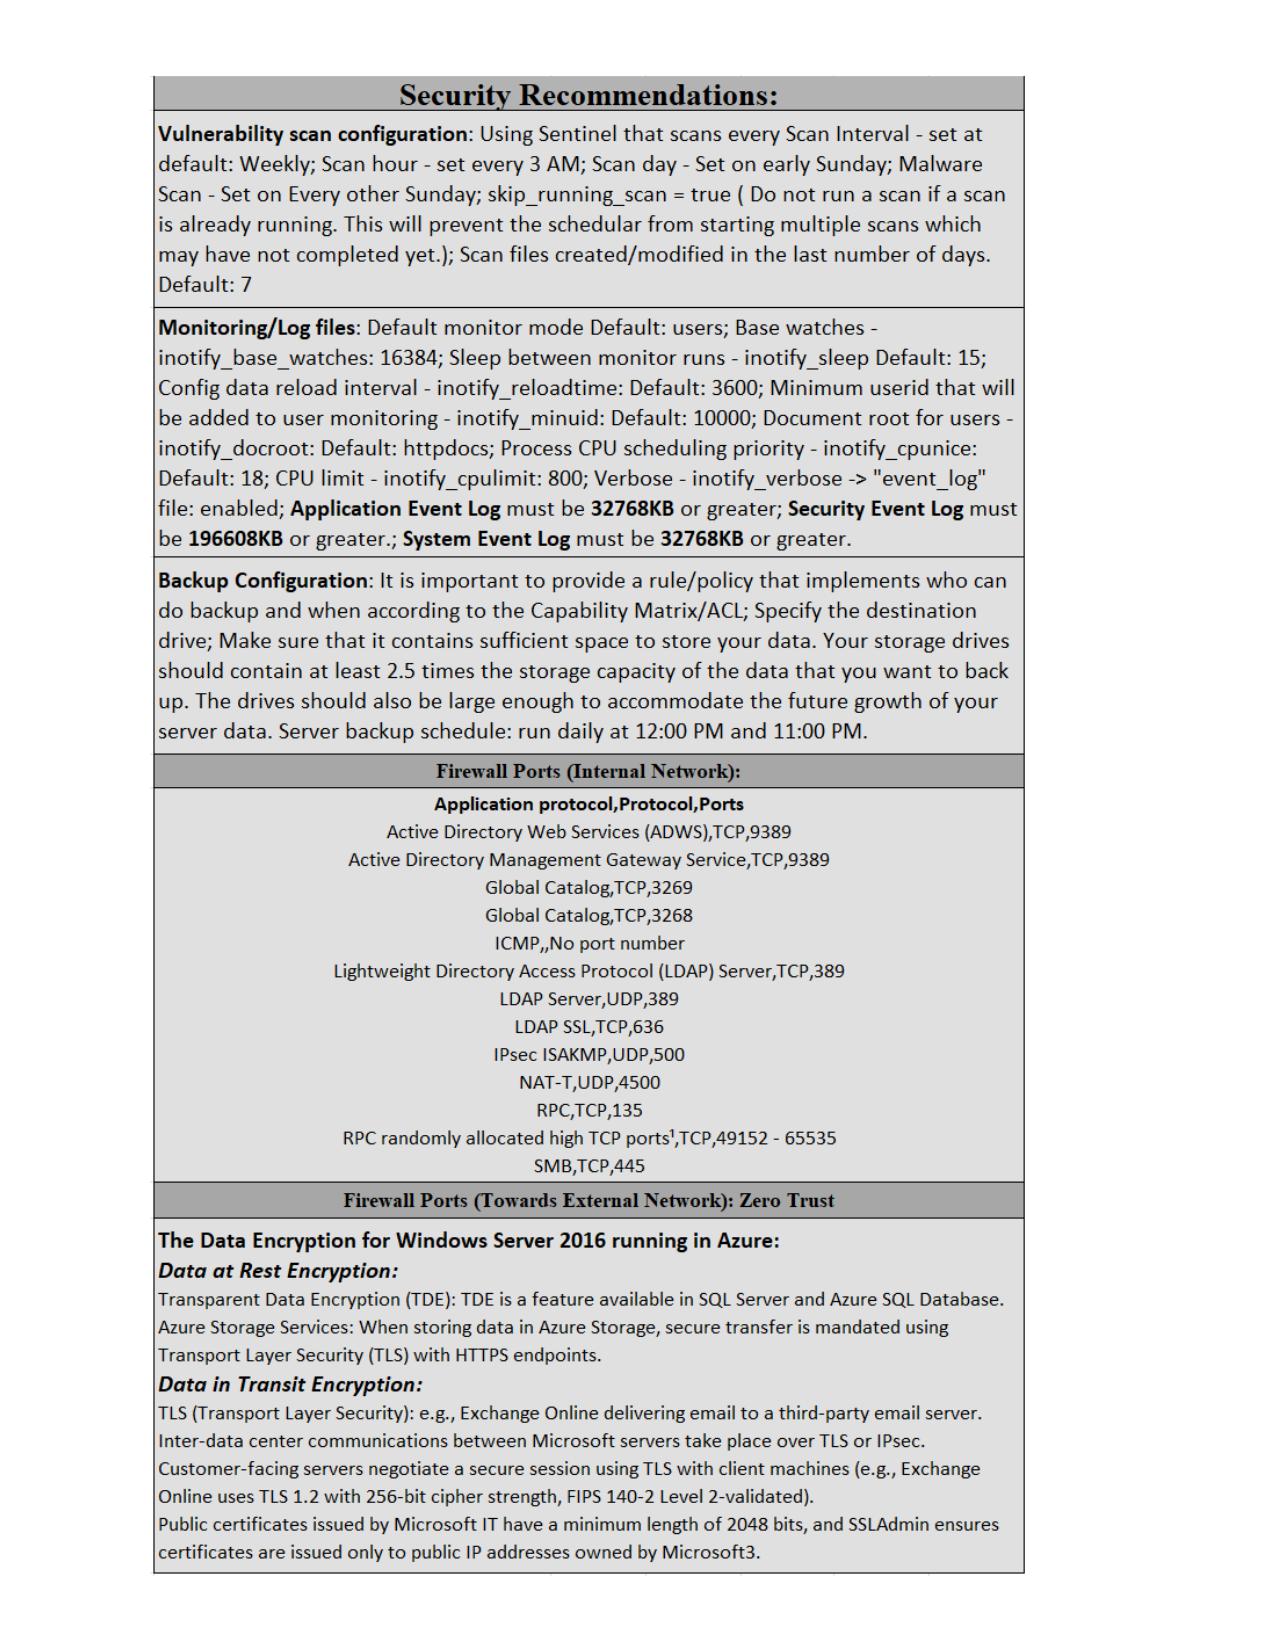 Security Recommendations:
Vulnerability scan configuration: Using Sentinel that scans every Scan Interval - set at
default: Weekly; Scan hour - set every 3 AM; Scan day - Set on early Sunday; Malware
Scan - Set on Every other Sunday; skip_running_scan = true ( Do not run a scan if a scan
is already running. This will prevent the schedular from starting multiple scans which
may have not completed yet.); Scan files created/modified in the last number of days.
Default: 7
Monitoring/Log files: Default monitor mode Default: users; Base watches -
inotify_base_watches: 16384; Sleep between monitor runs - inotify_sleep Default: 15;
Config data reload interval - inotify_reloadtime: Default: 3600; Minimum userid that will
be added to user monitoring - inotify_minuid: Default: 10000; Document root for users -
inotify_docroot: Default: httpdocs; Process CPU scheduling priority - inotify_cpunice:
Default: 18; CPU limit - inotify_cpulimit: 800; Verbose - inotify_verbose -> "event_log"
file: enabled; Application Event Log must be 32768KB or greater; Security Event Log must
be 196608KB or greater.; System Event Log must be 32768KB or greater.
Backup Configuration: It is important to provide a rule/policy that implements who can
do backup and when according to the Capability Matrix/ACL; Specify the destination
drive; Make sure that it contains sufficient space to store your data. Your storage drives
should contain at least 2.5 times the storage capacity of the data that you want to back
up. The drives should also be large enough to accommodate the future growth of your
server data. Server backup schedule: run daily at 12:00 PM and 11:00 PM.
Firewall Ports (Internal Network):
Application protocol,Protocol,Ports
Active Directory Web Services (ADWS),TCP,9389
Active Directory Management Gateway Service,TCP,9389
Global Catalog,TCP,3269
Global Catalog,TCP,3268
ICMP,,No port number
Lightweight Directory Access Protocol (LDAP) Server,TCP,389
LDAP Server,UDP,389
LDAP SSL,TCP,636
IPsec ISAKMP,UDP,500
NAT-T,UDP,4500
RPC,TCP,135
RPC randomly allocated high TCP ports¹,TCP,49152 - 65535
SMB,TCP,445
Firewall Ports (Towards External Network): Zero Trust
The Data Encryption for Windows Server 2016 running in Azure:
Data at Rest Encryption:
Transparent Data Encryption (TDE): TDE is a feature available in SQL Server and Azure SQL Database.
Azure Storage Services: When storing data in Azure Storage, secure transfer is mandated using
Transport Layer Security (TLS) with HTTPS endpoints.
Data in Transit Encryption:
TLS (Transport Layer Security): e.g., Exchange Online delivering email to a third-party email server.
Inter-data center communications between Microsoft servers take place over TLS or IPsec.
Customer-facing servers negotiate a secure session using TLS with client machines (e.g., Exchange
Online uses TLS 1.2 with 256-bit cipher strength, FIPS 140-2 Level 2-validated).
Public certificates issued by Microsoft IT have a minimum length of 2048 bits, and SSLAdmin ensures
certificates are issued only to public IP addresses owned by Microsoft3.